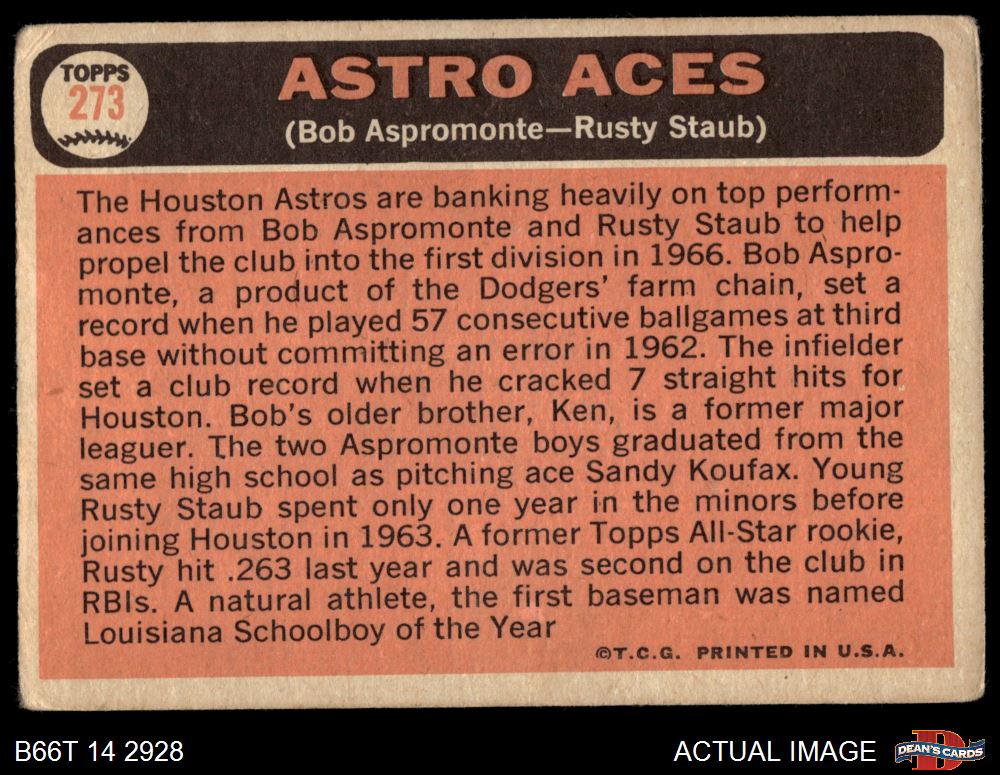 TOPPS
273
ASTRO ACES
(Bob Aspromonte—Rusty Staub)
The Houston Astros are banking heavily on top perform-
ances from Bob Aspromonte and Rusty Staub to help
propel the club into the first division in 1966. Bob Aspro-
monte, a product of the Dodgers' farm chain, set a
record when he played 57 consecutive ballgames at third
base without committing an error in 1962. The infielder
set a club record when he cracked 7 straight hits for
Houston. Bob's older brother, Ken, is a former major
leaguer. The two Aspromonte boys graduated from the
same high school as pitching ace Sandy Koufax. Young
Rusty Staub spent only one year in the minors before
joining Houston in 1963. A former Topps All-Star rookie,
Rusty hit .263 last year and was second on the club in
RBIs. A natural athlete, the first baseman was named
Louisiana Schoolboy of the Year
©T.C.G. PRINTED IN U.S.A.
B66T 14 2928
ACTUAL IMAGE
D
DEAN'S CARDS